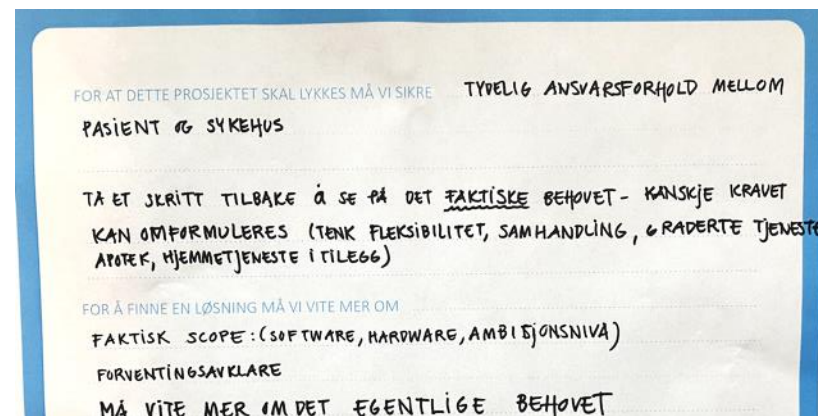 FOR AT DETTE PROSJEKTET SKAL LYKKES MÅ VI SIKRE TYDELIG ANSVARSFORHOLD MELLOM
PASIENT OG SYKEHUS
TA ET SKRITT TILBAKE Å SE PÅ DET FAKTISKE BEHOVET - KANSKJE KRAVET
KAN OMFORMULERES (TENK FLEKSIBILITET, SAMHANDLING, GRADERTE TJENESTE
APOTEK, HJEMMETJENESTE I TILEGG)
FOR Å FINNE EN LØSNING MÅ VI VITE MER OM
FAKTISK SCOPE: (SOFTWARE, HARDWARE, AMBISJONSNIVÅ)
FORVENTINGSAVKLARE
MÅ VITE MER OM DET EGENTLIGE BEHOVET